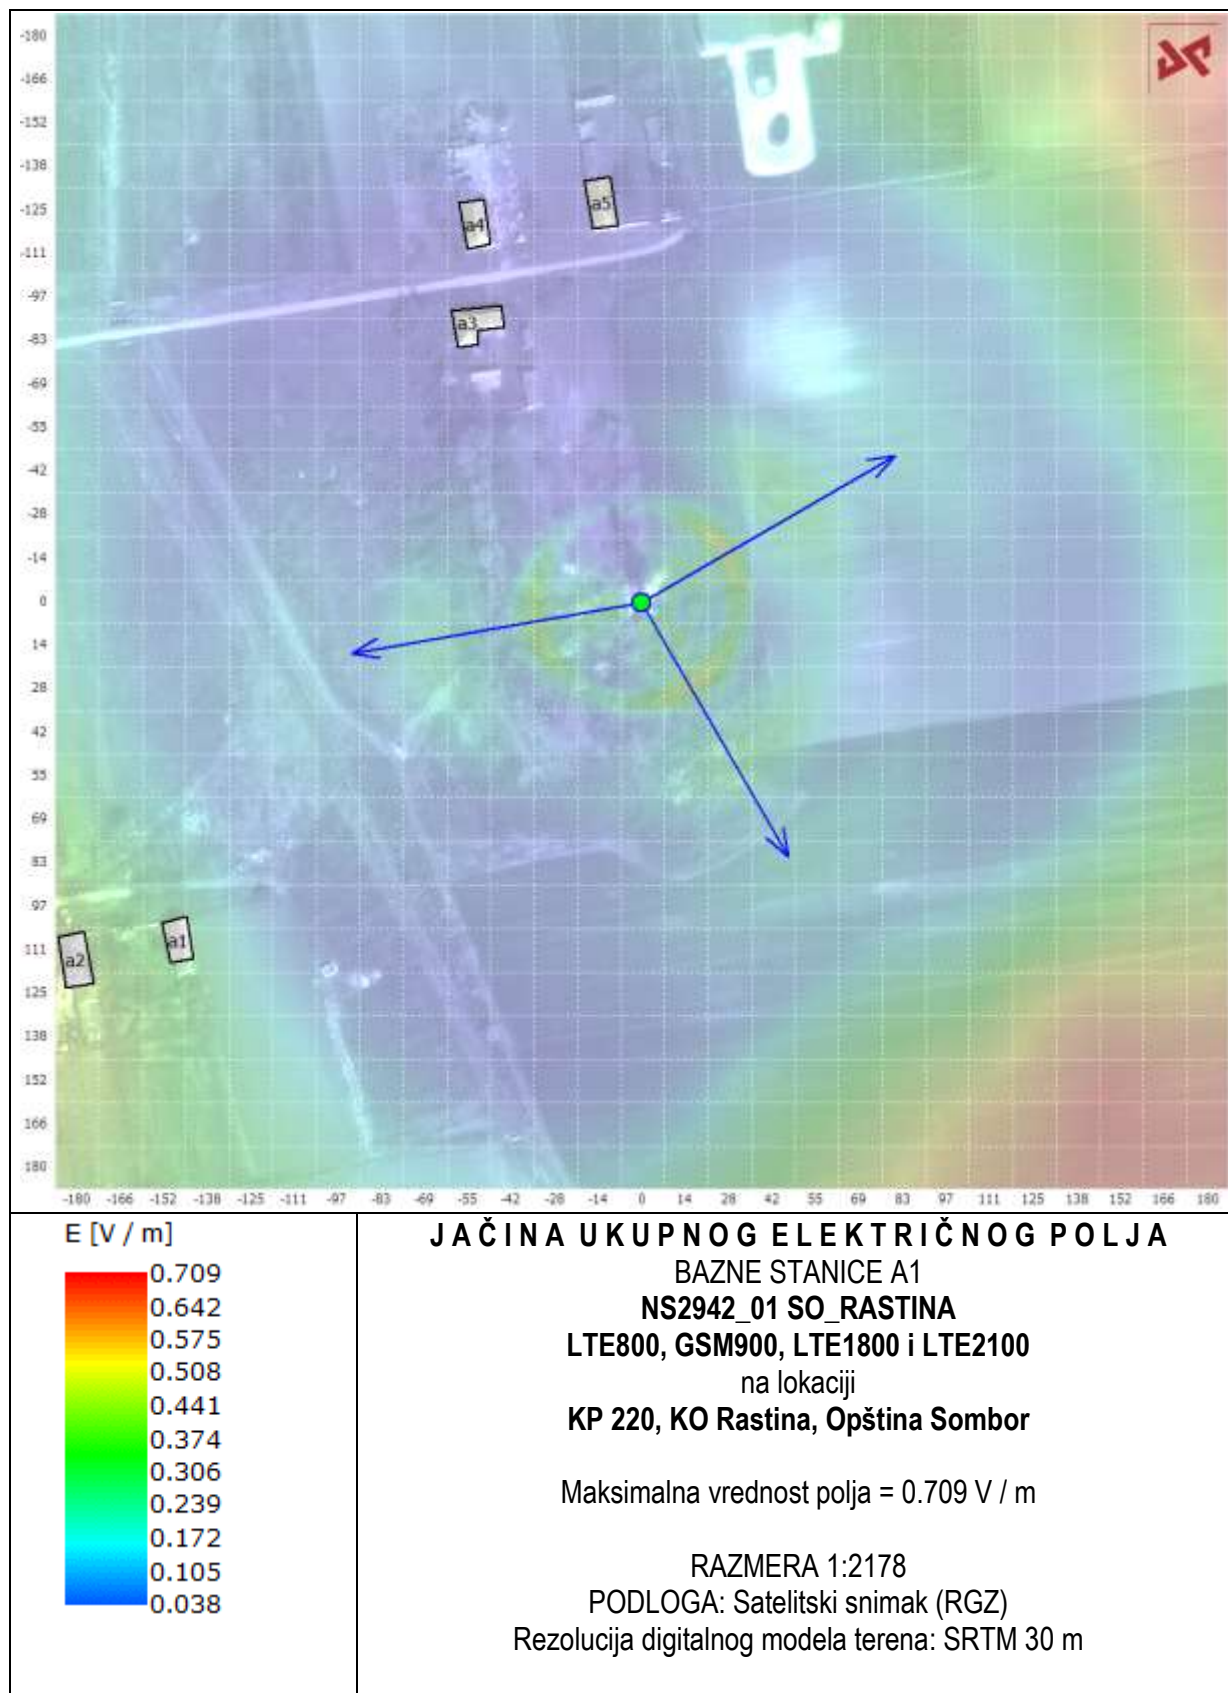 -180
-166
-152
-138
-125
-111
-97
-83
-69
-55
-42
-28
-14
0
14
28
42
55
69
83
97
111
125
138
152
166
180
a5
a4
a3
a1
a2
-180 -166 -152 -138 -125 -111 -97 -83 -69 -55 -42 -28 -14 0 14 28 42 55 69 83 97 111 125 138 152 166 180
E [V / m]
0.709
0.642
0.575
0.508
0.441
0.374
0.306
0.239
0.172
0.105
0.038
JAČINA UKUPNOG ELEKTRIČNOG POLJA
BAZNE STANICE A1
NS2942_01 SO_RASTINA
LTE800, GSM900, LTE1800 i LTE2100
na lokaciji
KP 220, KO Rastina, Opština Sombor
Maksimalna vrednost polja = 0.709 V / m
RAZMERA 1:2178
PODLOGA: Satelitski snimak (RGZ)
Rezolucija digitalnog modela terena: SRTM 30 m